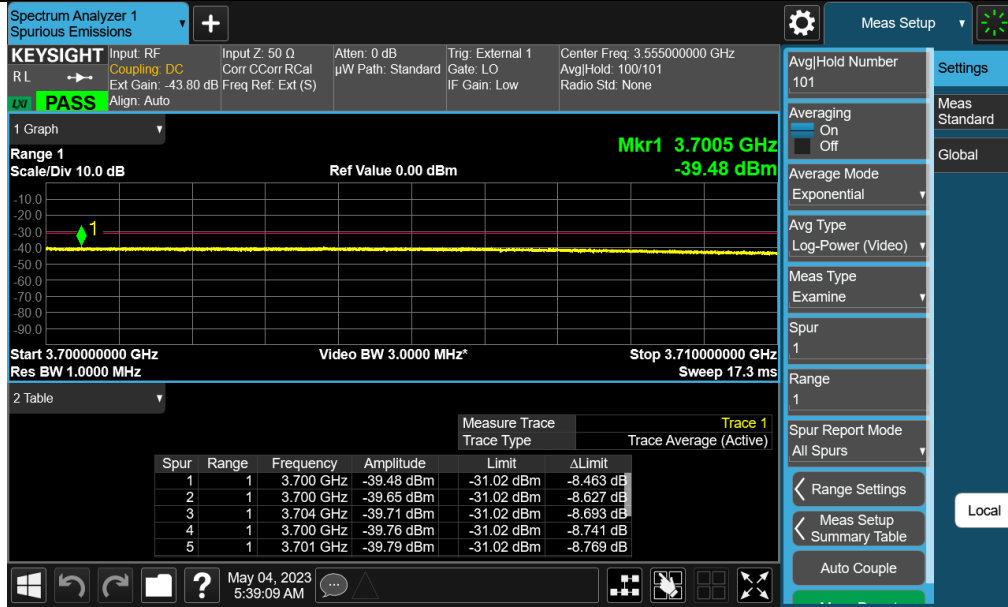 Spectrum Analyzer 1
Spurious Emissions
+
Meas Setup
KEYSIGHT
R L
LXI
PASS
Input: RF
Coupling: DC
Ext Gain: -43.80 dB
Align: Auto
Input Z: 50 Ω
Corr CCorr RCal
Freq Ref: Ext (S)
Atten: 0 dB
µW Path: Standard
Trig: External 1
Gate: LO
IF Gain: Low
Center Freq: 3.555000000 GHz
Avg|Hold: 100/101
Radio Std: None
1 Graph
Range 1
Scale/Div 10.0 dB
Ref Value 0.00 dBm
Mkr1 3.7005 GHz
-39.48 dBm
-10.0
-20.0
-30.0
-40.0
-50.0
-60.0
-70.0
-80.0
-90.0
1
Start 3.700000000 GHz
Video BW 3.0000 MHz*
Stop 3.710000000 GHz
Res BW 1.0000 MHz
Sweep 17.3 ms
2 Table
Measure Trace Trace 1
Trace Type Trace Average (Active)
Spur Range Frequency Amplitude Limit ΔLimit
1 1 3.700 GHz -39.48 dBm -31.02 dBm -8.463 dB
2 1 3.700 GHz -39.65 dBm -31.02 dBm -8.627 dB
3 1 3.704 GHz -39.71 dBm -31.02 dBm -8.693 dB
4 1 3.700 GHz -39.76 dBm -31.02 dBm -8.741 dB
5 1 3.701 GHz -39.79 dBm -31.02 dBm -8.769 dB
?
May 04, 2023
5:39:09 AM
Avg|Hold Number
101
Averaging
On
Off
Average Mode
Exponential
Avg Type
Log-Power (Video)
Meas Type
Examine
Spur
1
Range
1
Spur Report Mode
All Spurs
Range Settings
Meas Setup
Summary Table
Auto Couple
Settings
Meas
Standard
Global
Local